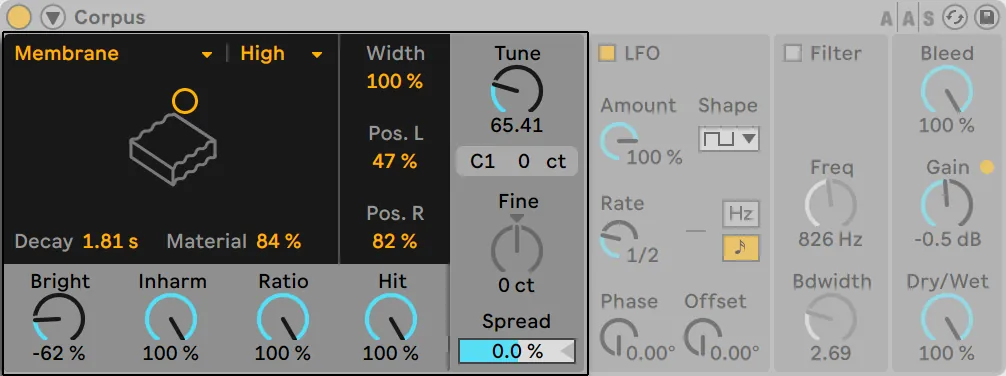 Corpus
A A S
Membrane High
Decay 1.81 s Material 84 %
Width
100 %
Pos. L
47 %
Pos. R
82 %
Bright Inharm Ratio Hit
-62 % 100 % 100 % 100 %
Tune
65.41
C1 0 ct
Fine
0 ct
Spread
0.0 %
LFO
Amount Shape
100 %
Rate
Hz
1/2
Phase Offset
0.00° 0.00°
Filter
Freq
826 Hz
Bdwidth
2.69
Bleed
100 %
Gain
-0.5 dB
Dry/Wet
100 %